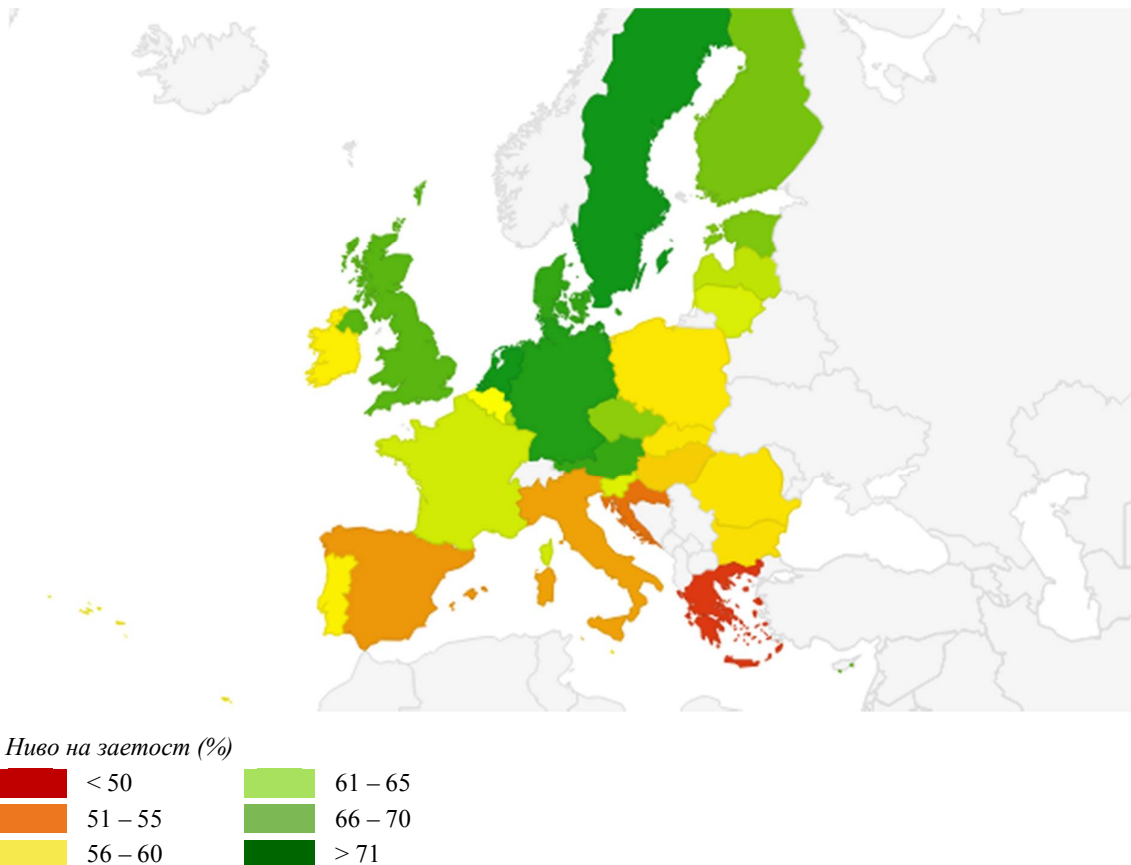 Ниво на заетост (%)
< 50
51 – 55
56 – 60
61 – 65
66 – 70
> 71